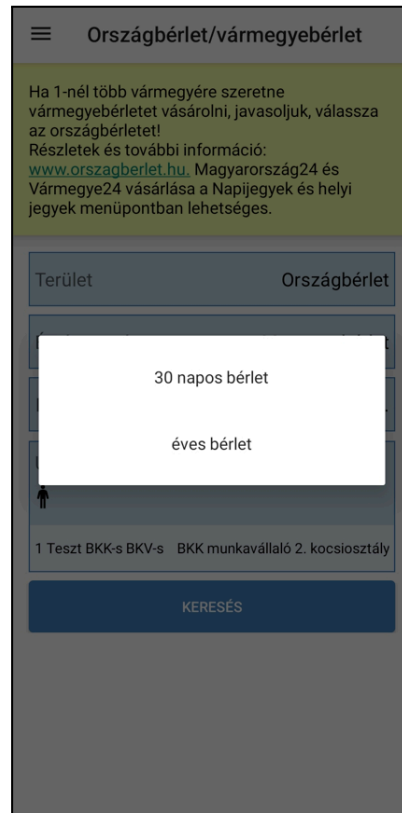 Országbérlet/vármegyebérlet
Ha 1-nél több vármegyére szeretne
vármegyebérletet vásárolni, javasoljuk, válassza
az országbérletet!
Részletek és további információ:
www.orszagberlet.hu. Magyarország24 és
Vármegye24 vásárlása a Napijegyek és helyi
jegyek menüpontban lehetséges.
Terület Országbérlet
30 napos bérlet
éves bérlet
1 Teszt BKK-s BKV-s BKK munkavállaló 2. kocsiosztály
KERESÉS